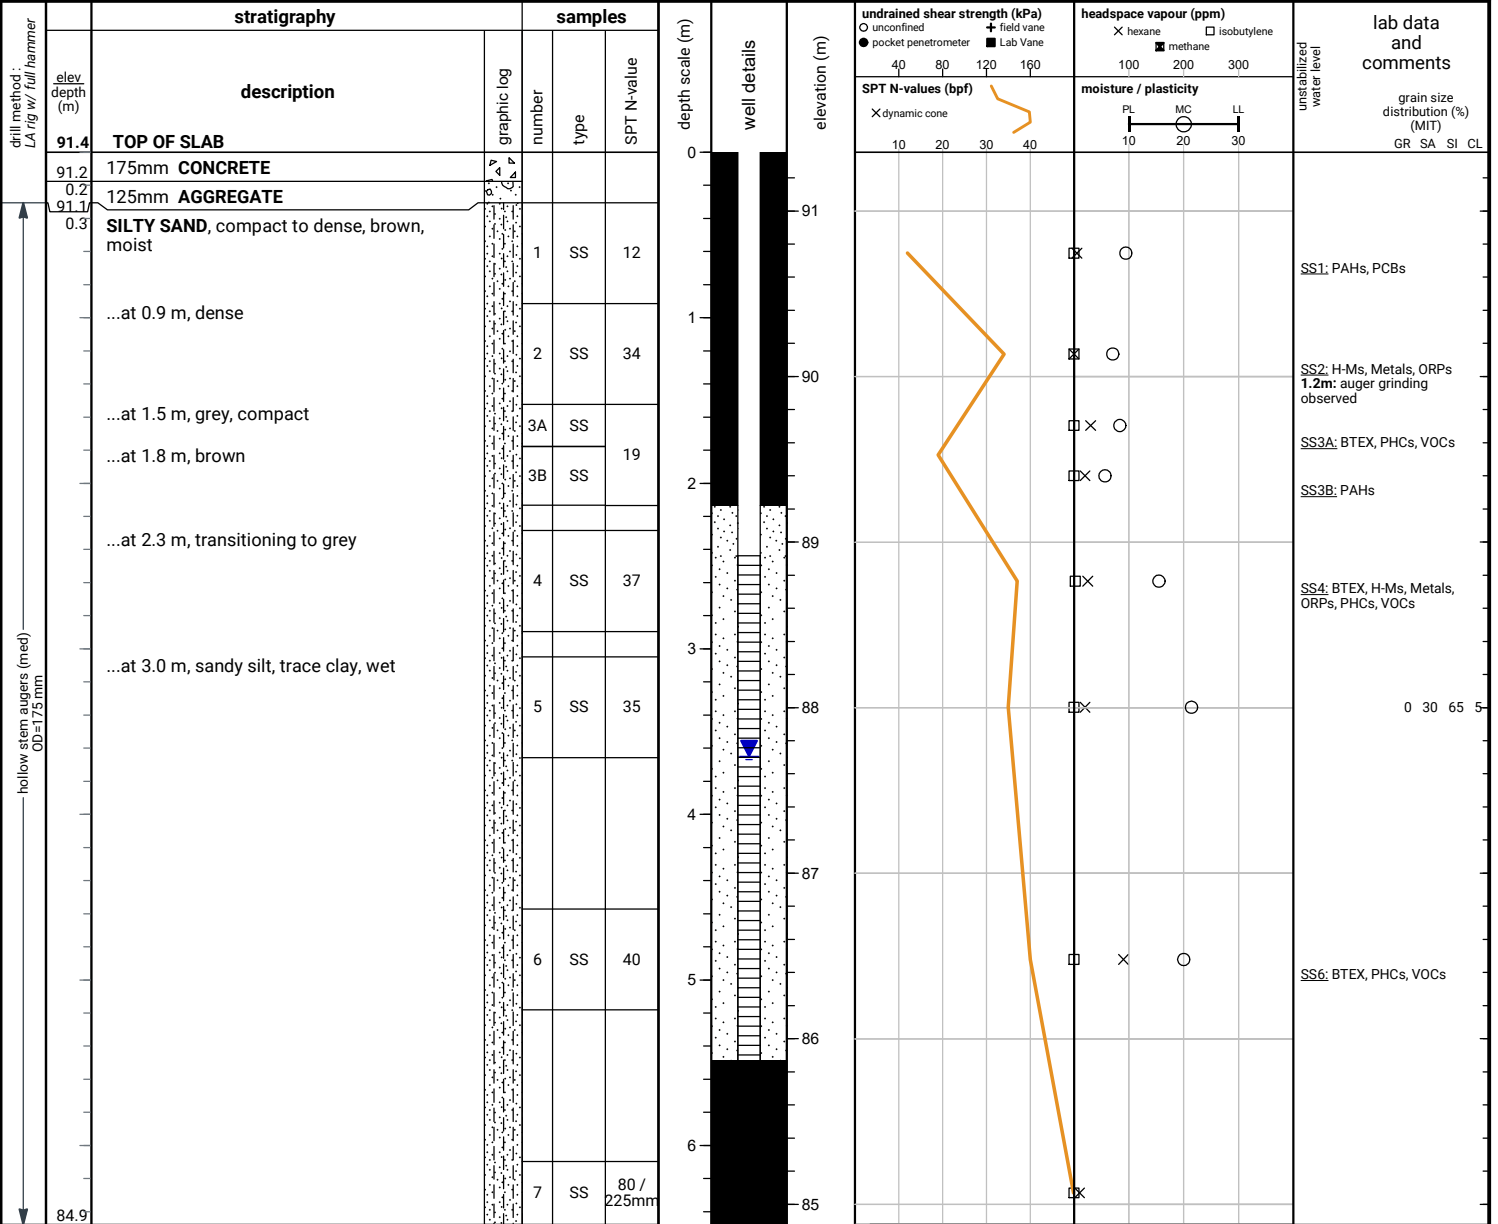 drill method :
LA rig w/ full hammer
stratigraphy
samples
elev
depth
(m)
description
graphic log
number
type
SPT N-value
depth scale (m)
well details
elevation (m)
undrained shear strength (kPa)
unconfined
field vane
pocket penetrometer
Lab Vane
40 80 120 160
SPT N-values (bpf)
dynamic cone
10 20 30 40
headspace vapour (ppm)
hexane
isobutylene
methane
100 200 300
moisture / plasticity
PL MC LL
10 20 30
unstabilized
water level
lab data
and
comments
grain size
distribution (%)
(MIT)
GR SA SI CL
91.4 TOP OF SLAB
91.2
0.2
175mm CONCRETE
91.1
0.3
125mm AGGREGATE
SILTY SAND, compact to dense, brown,
moist
...at 0.9 m, dense
...at 1.5 m, grey, compact
...at 1.8 m, brown
...at 2.3 m, transitioning to grey
...at 3.0 m, sandy silt, trace clay, wet
84.9
hollow stem augers (med)
OD=175 mm
1 SS 12
2 SS 34
3A SS
19
3B SS
4 SS 37
5 SS 35
6 SS 40
7 SS 80 /
225mm
0
1
2
3
4
5
6
91
90
89
88
87
86
85
SS1: PAHs, PCBs
SS2: H-Ms, Metals, ORPs
1.2m: auger grinding
observed
SS3A: BTEX, PHCs, VOCs
SS3B: PAHs
SS4: BTEX, H-Ms, Metals,
ORPs, PHCs, VOCs
0 30 65 5
SS6: BTEX, PHCs, VOCs